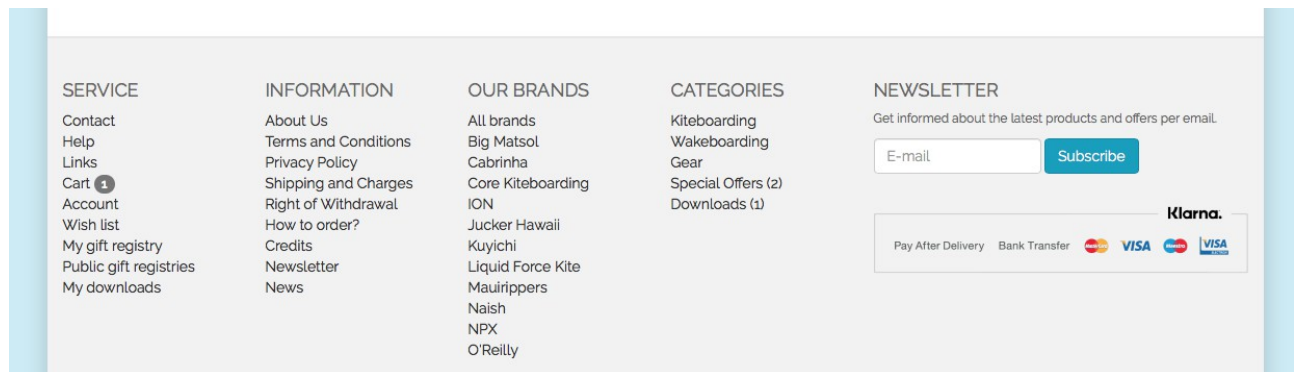 SERVICE
Contact
Help
Links
Cart 1
Account
Wish list
My gift registry
Public gift registries
My downloads
INFORMATION
About Us
Terms and Conditions
Privacy Policy
Shipping and Charges
Right of Withdrawal
How to order?
Credits
Newsletter
News
OUR BRANDS
All brands
Big Matsol
Cabrinha
Core Kiteboarding
ION
Jucker Hawaii
Kuyichi
Liquid Force Kite
Mauirippers
Naish
NPX
O'Reilly
CATEGORIES
Kiteboarding
Wakeboarding
Gear
Special Offers (2)
Downloads (1)
NEWSLETTER
Get informed about the latest products and offers per email.
E-mail Subscribe
Klarna.
Pay After Delivery Bank Transfer VISA VISA